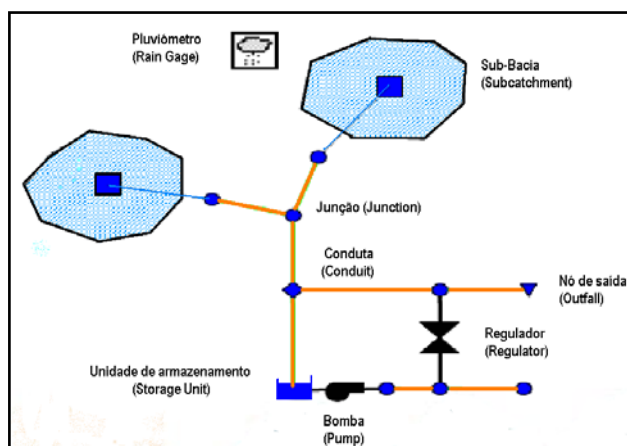 Pluviómetro
(Rain Gage)
Sub-Bacia
(Subcatchment)
Junção (Junction)
Conduta
(Conduit)
Nó de saída
(Outfall)
Regulador
(Regulator)
Unidade de armazenamento
(Storage Unit)
Bomba
(Pump)